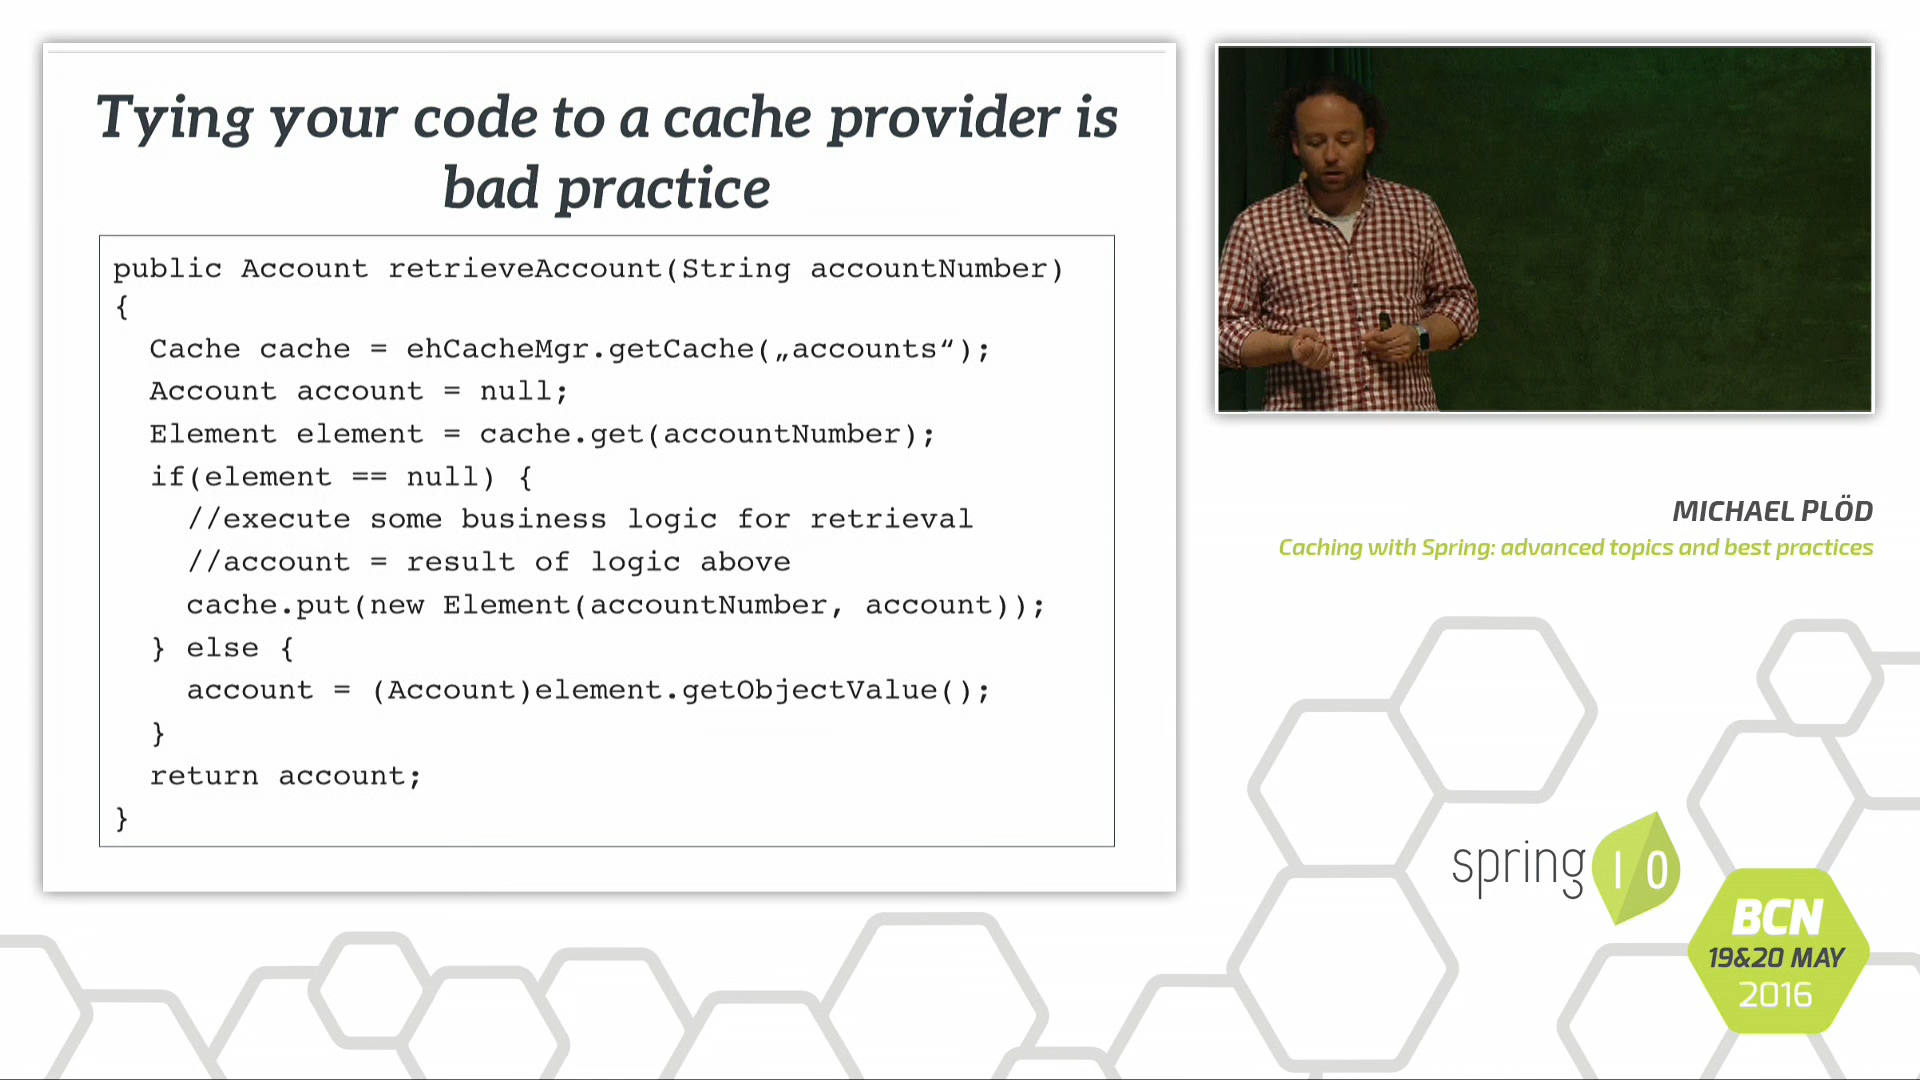 Tying your code to a cache provider is
bad practice
public Account retrieveAccount(String accountNumber)
{
Cache cache = ehCacheMgr.getCache(„accounts“);
Account account = null;
Element element = cache.get(accountNumber);
if(element == null) {
//execute some business logic for retrieval
//account = result of logic above
cache.put(new Element(accountNumber, account));
} else {
account = (Account)element.getObjectValue();
}
return account;
}
MICHAEL PLÖD
Caching with Spring: advanced topics and best practices
spring I O
BCN
19&20 MAY
2016